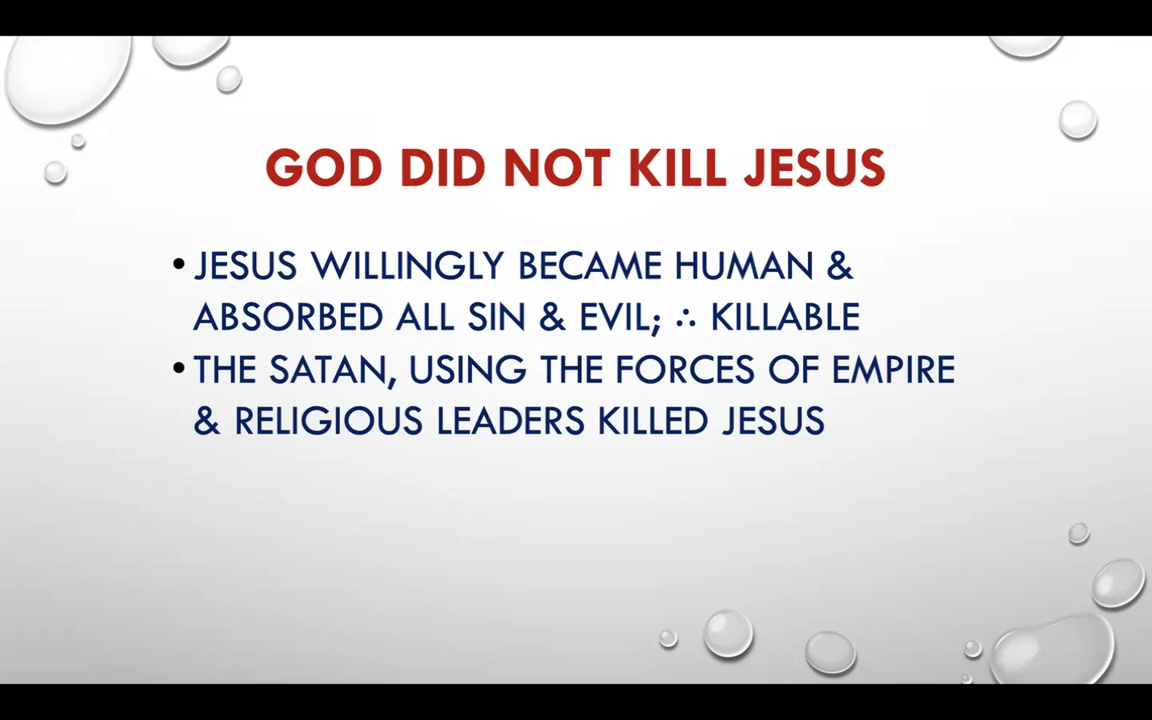 GOD DID NOT KILL JESUS
• JESUS WILLINGLY BECAME HUMAN &
ABSORBED ALL SIN & EVIL; ∴ KILLABLE
• THE SATAN, USING THE FORCES OF EMPIRE
& RELIGIOUS LEADERS KILLED JESUS